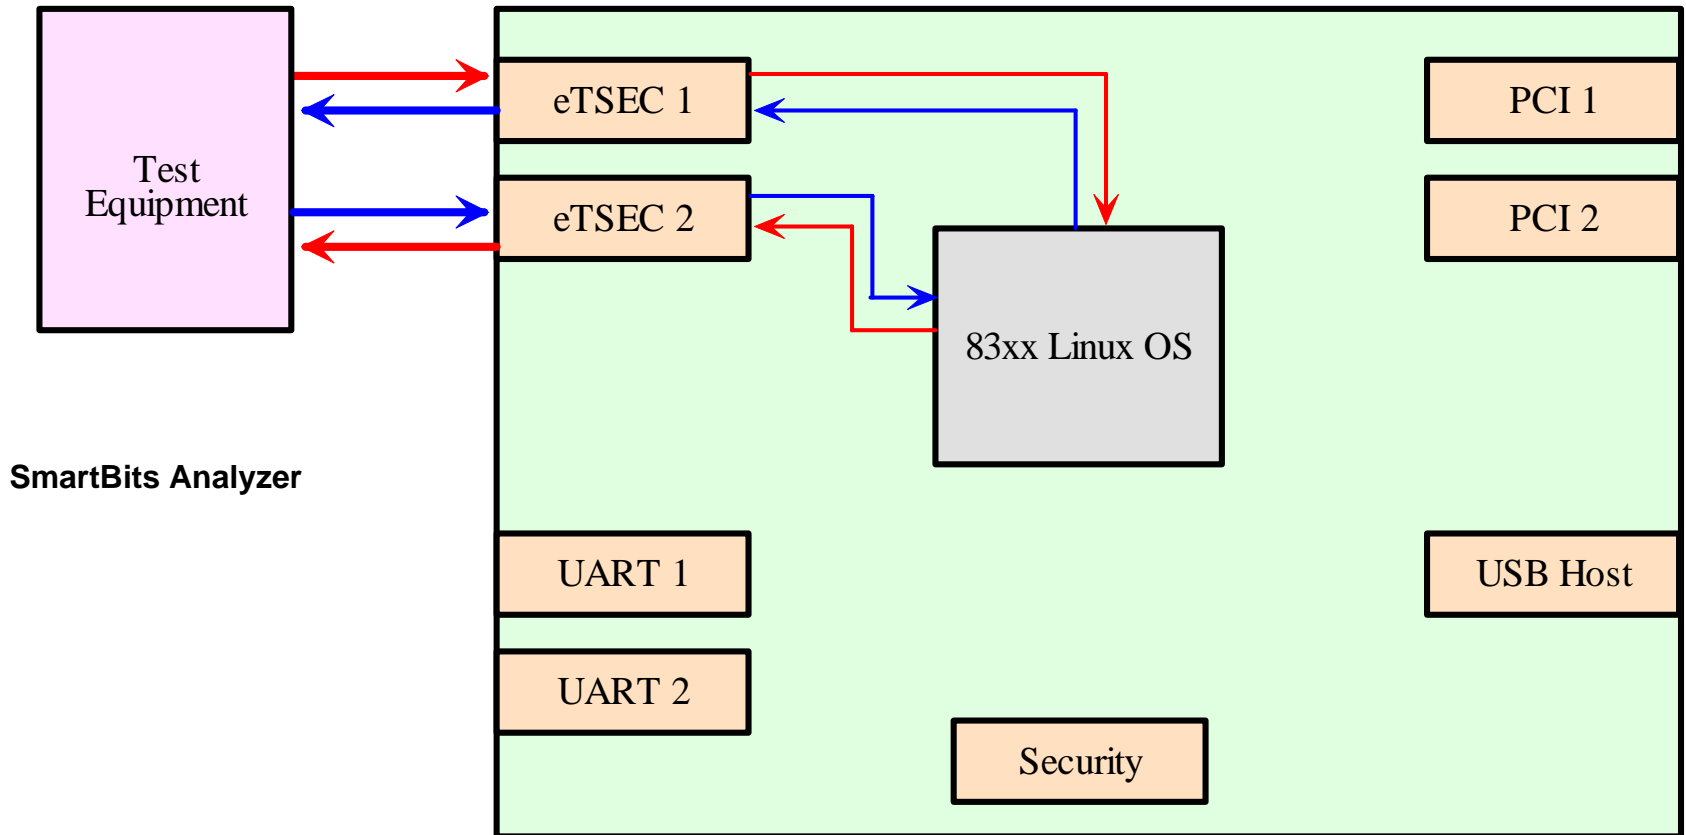 eTSEC 1
PCI 1
Test
Equipment
eTSEC 2
PCI 2
83xx Linux OS
SmartBits Analyzer
UART 1
USB Host
UART 2
Security